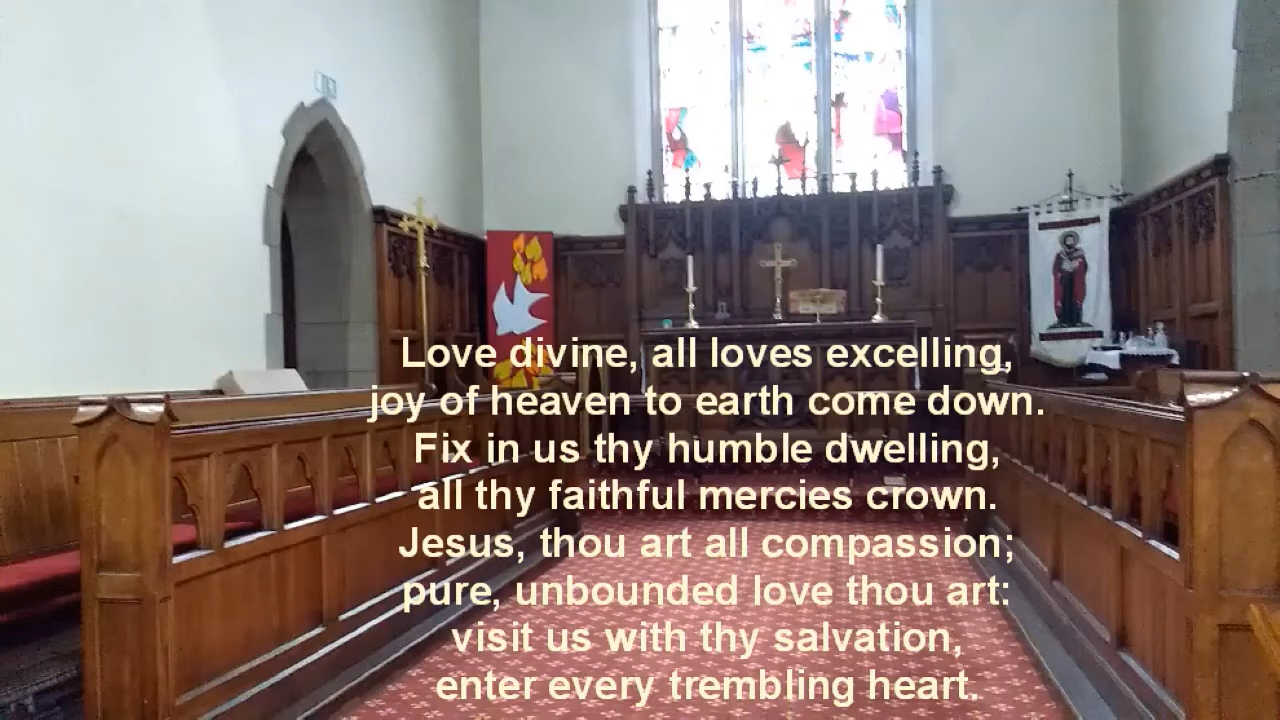 Love divine, all loves excelling,
joy of heaven to earth come down.
Fix in us thy humble dwelling,
all thy faithful mercies crown.
Jesus, thou art all compassion;
pure, unbounded love thou art:
visit us with thy salvation,
enter every trembling heart.